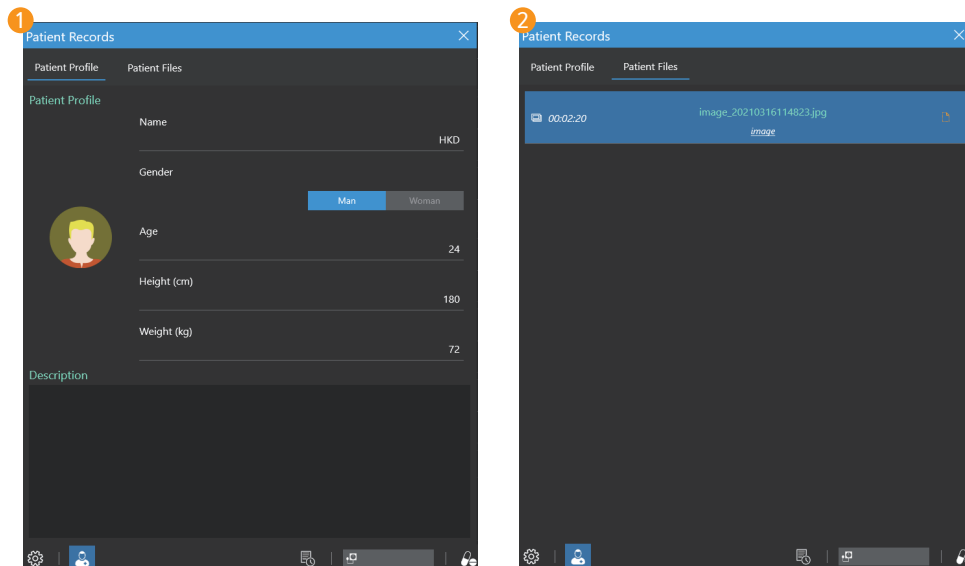 1
Patient Records
Patient Profile Patient Files
Patient Profile
Name
HKD
Gender
Man Woman
Age
24
Height (cm)
180
Weight (kg)
72
Description
2
Patient Records
Patient Profile Patient Files
00:02:20
image_20210316114823.jpg
image